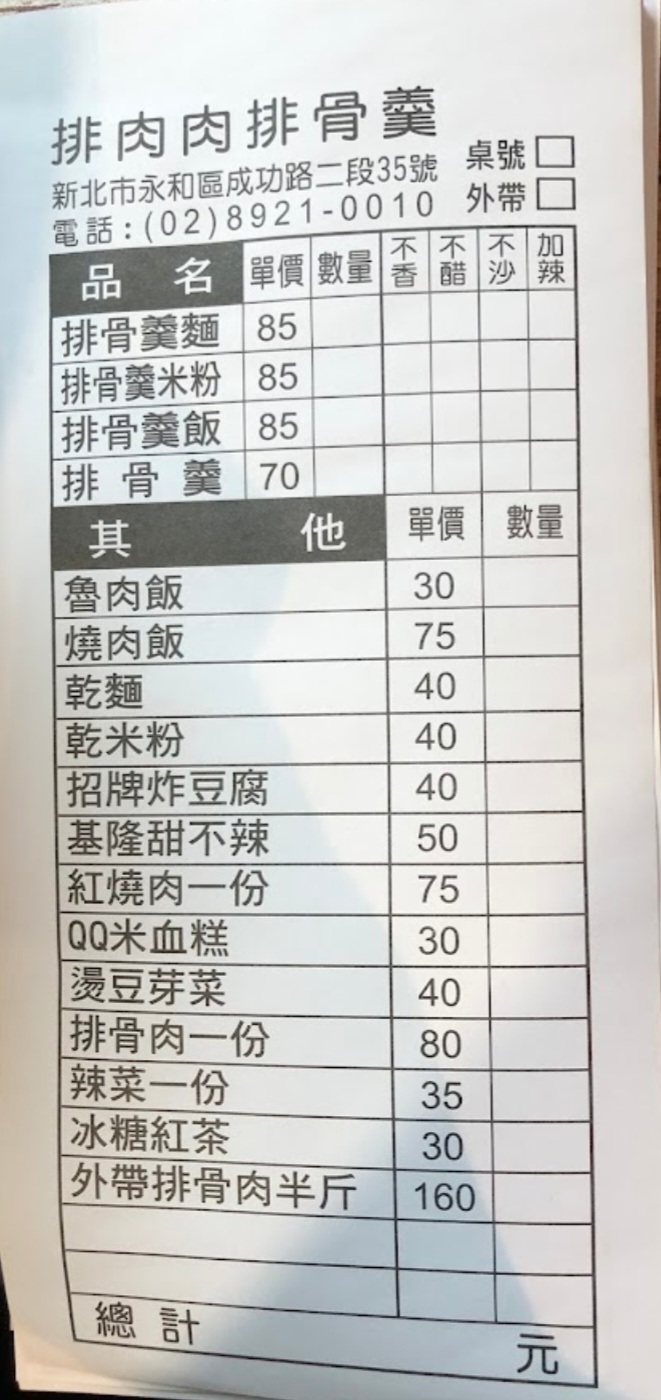 排肉肉排骨羹
新北市永和區成功路二段35號
電話:(02)8921-0010
桌號 □
外帶 □
品名 單價 數量 不香 不醋 不沙 加辣
排骨羹麵 85
排骨羹米粉 85
排骨羹飯 85
排骨羹 70
其他 單價 數量
魯肉飯 30
燒肉飯 75
乾麵 40
乾米粉 40
招牌炸豆腐 40
基隆甜不辣 50
紅燒肉一份 75
QQ米血糕 30
燙豆芽菜 40
排骨肉一份 80
辣菜一份 35
冰糖紅茶 30
外帶排骨肉半斤 160
總計 元